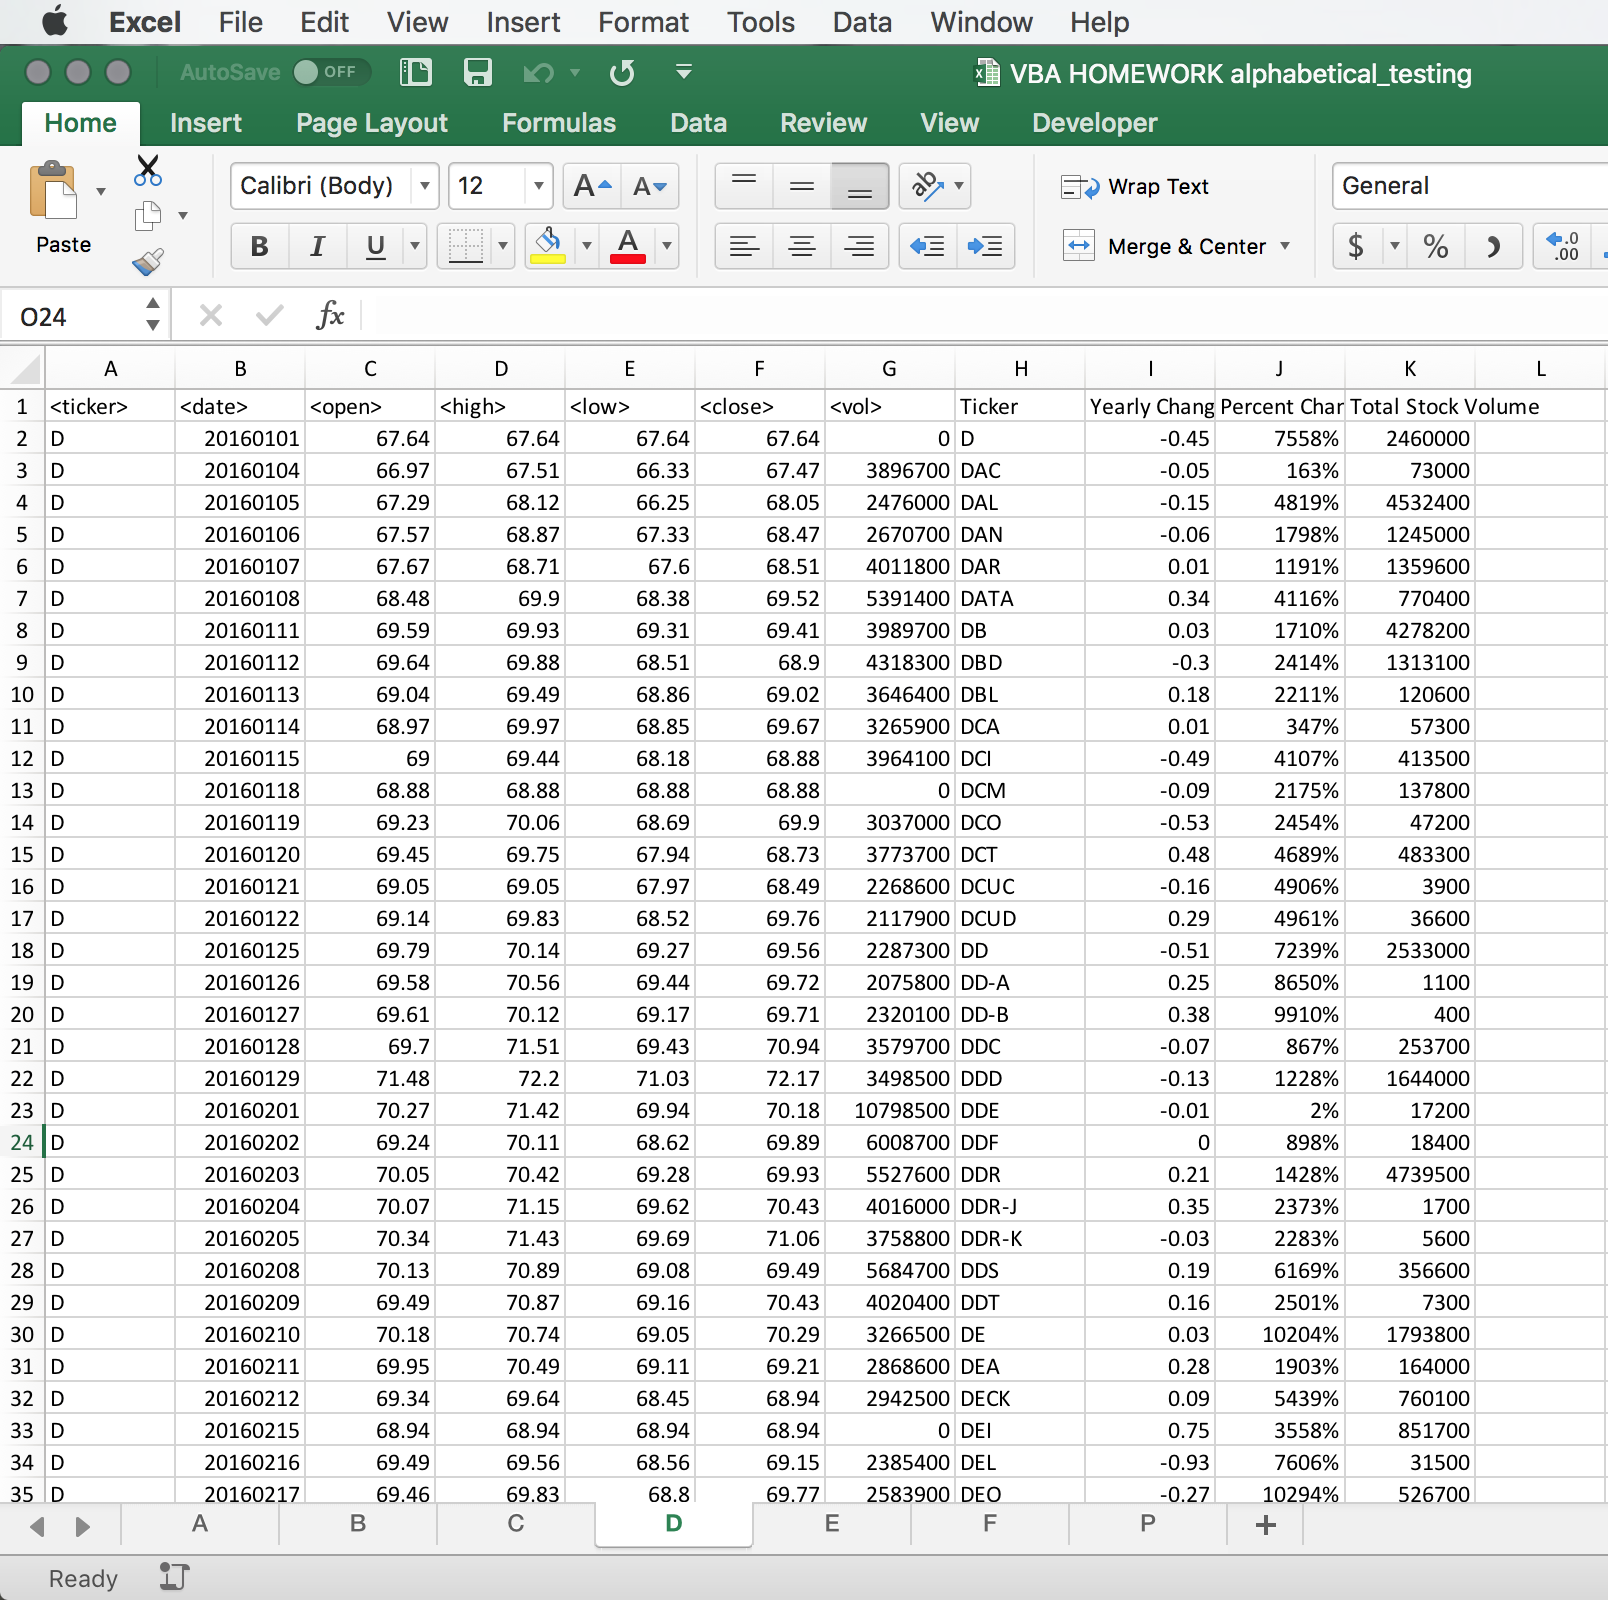 Excel File Edit View Insert Format Tools Data Window Help
AutoSave OFF VBA HOMEWORK alphabetical_testing
Home Insert Page Layout Formulas Data Review View Developer
Calibri (Body) 12 A A ab Wrap Text General
Paste B I U A Merge & Center $ % .0 .00
O24 fx
A B C D E F G H I J K L
1 <ticker> <date> <open> <high> <low> <close> <vol> Ticker Yearly Chang Percent Char Total Stock Volume
2 D 20160101 67.64 67.64 67.64 67.64 0 D -0.45 7558% 2460000
3 D 20160104 66.97 67.51 66.33 67.47 3896700 DAC -0.05 163% 73000
4 D 20160105 67.29 68.12 66.25 68.05 2476000 DAL -0.15 4819% 4532400
5 D 20160106 67.57 68.87 67.33 68.47 2670700 DAN -0.06 1798% 1245000
6 D 20160107 67.67 68.71 67.6 68.51 4011800 DAR 0.01 1191% 1359600
7 D 20160108 68.48 69.9 68.38 69.52 5391400 DATA 0.34 4116% 770400
8 D 20160111 69.59 69.93 69.31 69.41 3989700 DB 0.03 1710% 4278200
9 D 20160112 69.64 69.88 68.51 68.9 4318300 DBD -0.3 2414% 1313100
10 D 20160113 69.04 69.49 68.86 69.02 3646400 DBL 0.18 2211% 120600
11 D 20160114 68.97 69.97 68.85 69.67 3265900 DCA 0.01 347% 57300
12 D 20160115 69 69.44 68.18 68.88 3964100 DCI -0.49 4107% 413500
13 D 20160118 68.88 68.88 68.88 68.88 0 DCM -0.09 2175% 137800
14 D 20160119 69.23 70.06 68.69 69.9 3037000 DCO -0.53 2454% 47200
15 D 20160120 69.45 69.75 67.94 68.73 3773700 DCT 0.48 4689% 483300
16 D 20160121 69.05 69.05 67.97 68.49 2268600 DCUC -0.16 4906% 3900
17 D 20160122 69.14 69.83 68.52 69.76 2117900 DCUD 0.29 4961% 36600
18 D 20160125 69.79 70.14 69.27 69.56 2287300 DD -0.51 7239% 2533000
19 D 20160126 69.58 70.56 69.44 69.72 2075800 DD-A 0.25 8650% 1100
20 D 20160127 69.61 70.12 69.17 69.71 2320100 DD-B 0.38 9910% 400
21 D 20160128 69.7 71.51 69.43 70.94 3579700 DDC -0.07 867% 253700
22 D 20160129 71.48 72.2 71.03 72.17 3498500 DDD -0.13 1228% 1644000
23 D 20160201 70.27 71.42 69.94 70.18 10798500 DDE -0.01 2% 17200
24 D 20160202 69.24 70.11 68.62 69.89 6008700 DDF 0 898% 18400
25 D 20160203 70.05 70.42 69.28 69.93 5527600 DDR 0.21 1428% 4739500
26 D 20160204 70.07 71.15 69.62 70.43 4016000 DDR-J 0.35 2373% 1700
27 D 20160205 70.34 71.43 69.69 71.06 3758800 DDR-K -0.03 2283% 5600
28 D 20160208 70.13 70.89 69.08 69.49 5684700 DDS 0.19 6169% 356600
29 D 20160209 69.49 70.87 69.16 70.43 4020400 DDT 0.16 2501% 7300
30 D 20160210 70.18 70.74 69.05 70.29 3266500 DE 0.03 10204% 1793800
31 D 20160211 69.95 70.49 69.11 69.21 2868600 DEA 0.28 1903% 164000
32 D 20160212 69.34 69.64 68.45 68.94 2942500 DECK 0.09 5439% 760100
33 D 20160215 68.94 68.94 68.94 68.94 0 DEI 0.75 3558% 851700
34 D 20160216 69.49 69.56 68.56 69.15 2385400 DEL -0.93 7606% 31500
35 D 20160217 69.46 69.83 68.8 69.77 2583900 DEO -0.27 10294% 526700
A B C D E F P +
Ready